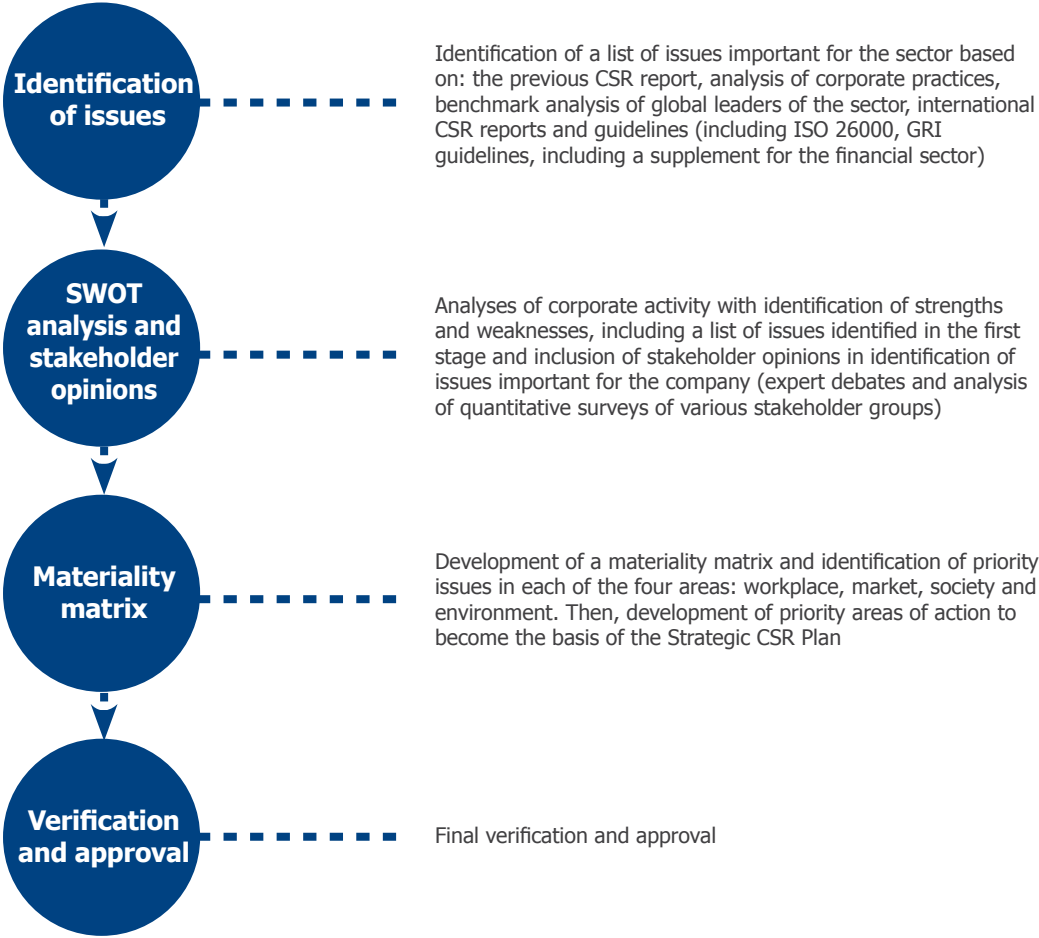 Identification
of issues
Identification of a list of issues important for the sector based
on: the previous CSR report, analysis of corporate practices,
benchmark analysis of global leaders of the sector, international
CSR reports and guidelines (including ISO 26000, GRI
guidelines, including a supplement for the financial sector)
SWOT
analysis and
stakeholder
opinions
Analyses of corporate activity with identification of strengths
and weaknesses, including a list of issues identified in the first
stage and inclusion of stakeholder opinions in identification of
issues important for the company (expert debates and analysis
of quantitative surveys of various stakeholder groups)
Materiality
matrix
Development of a materiality matrix and identification of priority
issues in each of the four areas: workplace, market, society and
environment. Then, development of priority areas of action to
become the basis of the Strategic CSR Plan
Verification
and approval
Final verification and approval